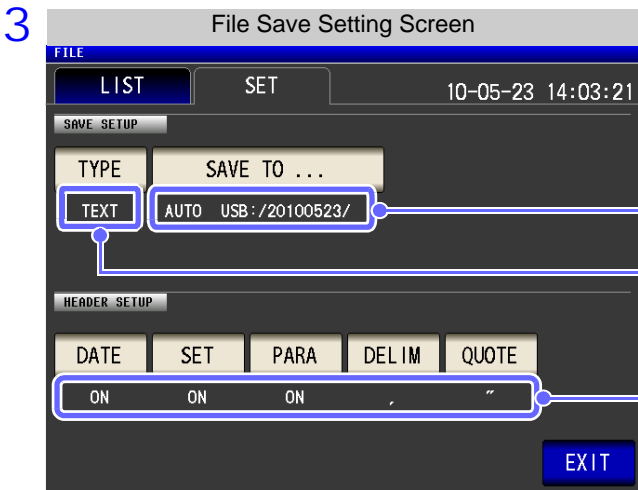 3
File Save Setting Screen
FILE
LIST SET 10-05-23 14:03:21
SAVE SETUP
TYPE SAVE TO ...
TEXT AUTO USB:/20100523/
HEADER SETUP
DATE SET PARA DELIM QUOTE
ON ON ON , "
EXIT